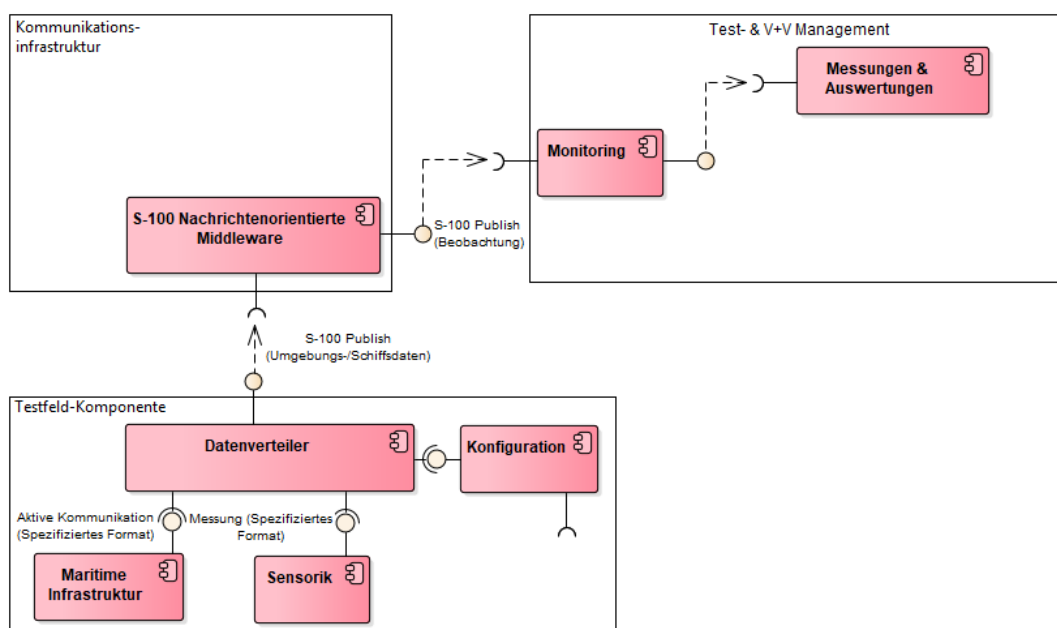 Kommunikations-
infrastruktur
Test- & V+V Management
Messungen &
Auswertungen
Monitoring
S-100 Nachrichtenorientierte
Middleware
S-100 Publish
(Beobachtung)
S-100 Publish
(Umgebungs-/Schiffsdaten)
Testfeld-Komponente
Datenverteiler
Konfiguration
Aktive Kommunikation
(Spezifiziertes Format)
Messung (Spezifiziertes
Format)
Maritime
Infrastruktur
Sensorik